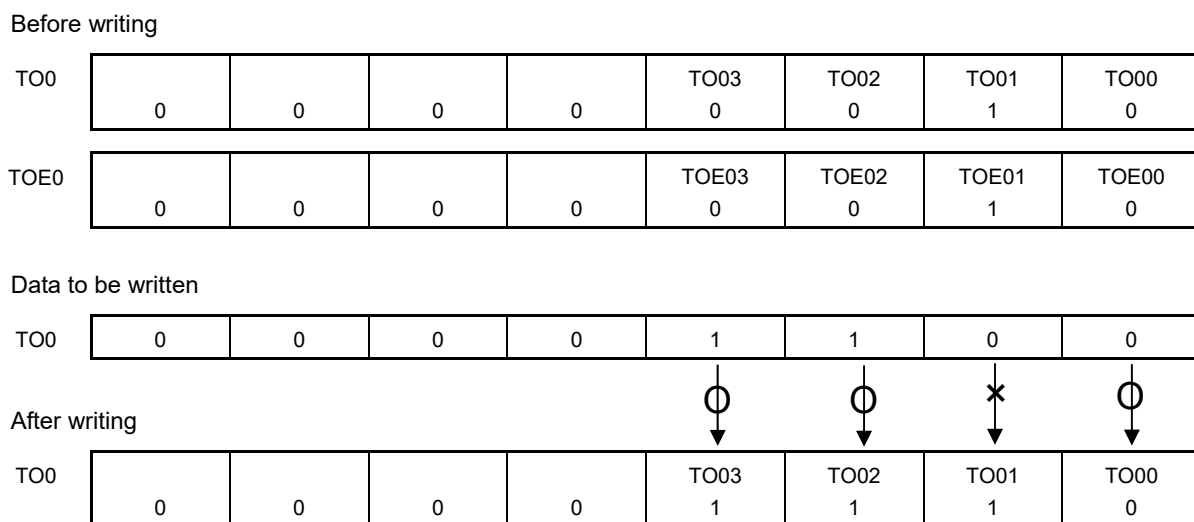 Before writing
TO0 TO03 TO02 TO01 TO00
0 0 0 0 0 0 1 0
TOE0 TOE03 TOE02 TOE01 TOE00
0 0 0 0 0 0 1 0
Data to be written
TO0 0 0 0 0 1 1 0 0
O O × O
After writing
TO0 TO03 TO02 TO01 TO00
0 0 0 0 1 1 1 0